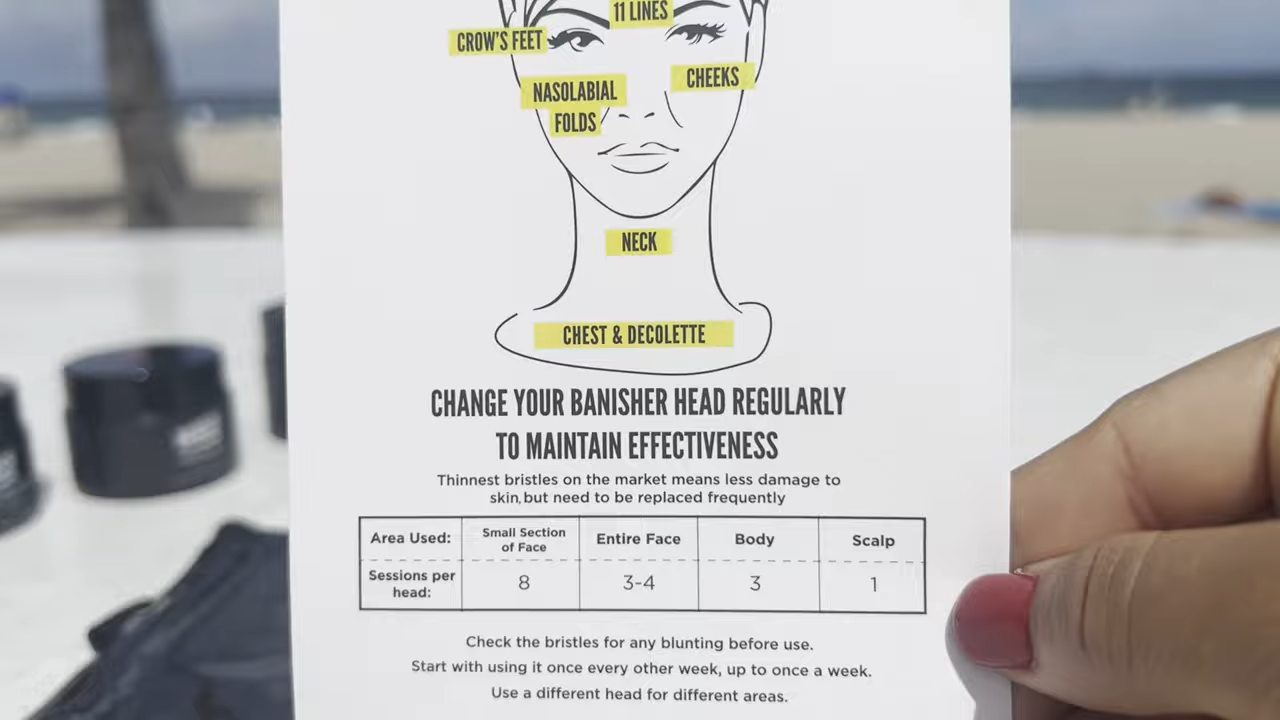 11 LINES
CROW'S FEET
CHEEKS
NASOLABIAL
FOLDS
NECK
CHEST & DECOLETTE
CHANGE YOUR BANISHER HEAD REGULARLY
TO MAINTAIN EFFECTIVENESS
Thinnest bristles on the market means less damage to
skin, but need to be replaced frequently
Area Used: Small Section of Face Entire Face Body Scalp
Sessions per head: 8 3-4 3 1
Check the bristles for any blunting before use.
Start with using it once every other week, up to once a week.
Use a different head for different areas.